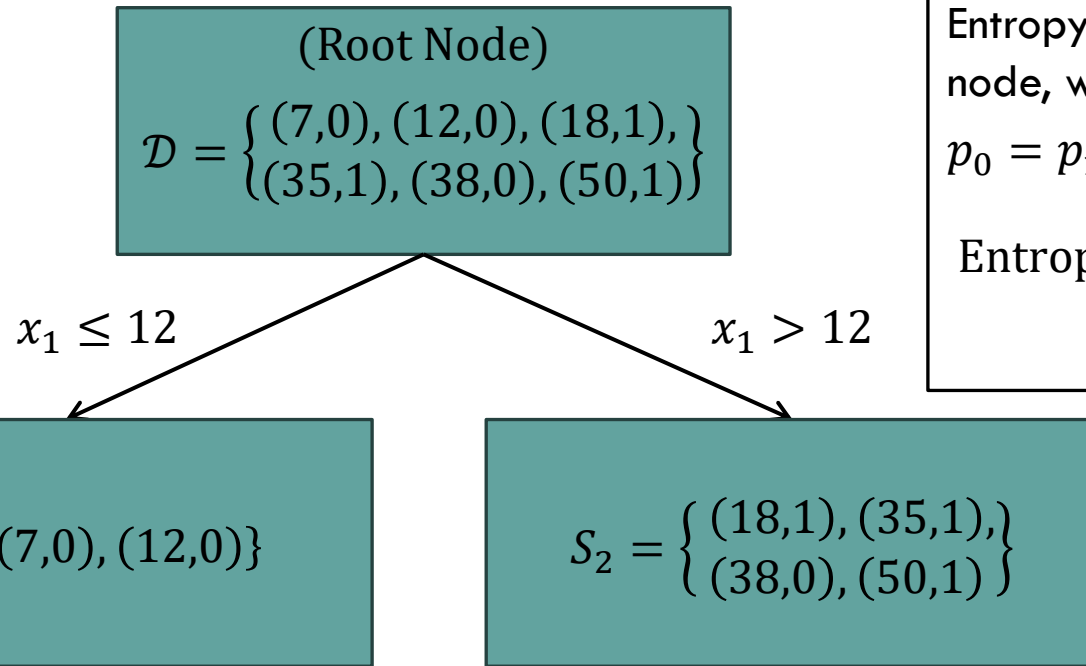 (Root Node)
𝒟 = { (7,0), (12,0), (18,1),
(35,1), (38,0), (50,1) }
Entropy
node,
p₀ =
x₁ ≤ 12
x₁ > 12
(7,0), (12,0)}
S₂ = { (18,1), (35,1),
(38,0), (50,1) }